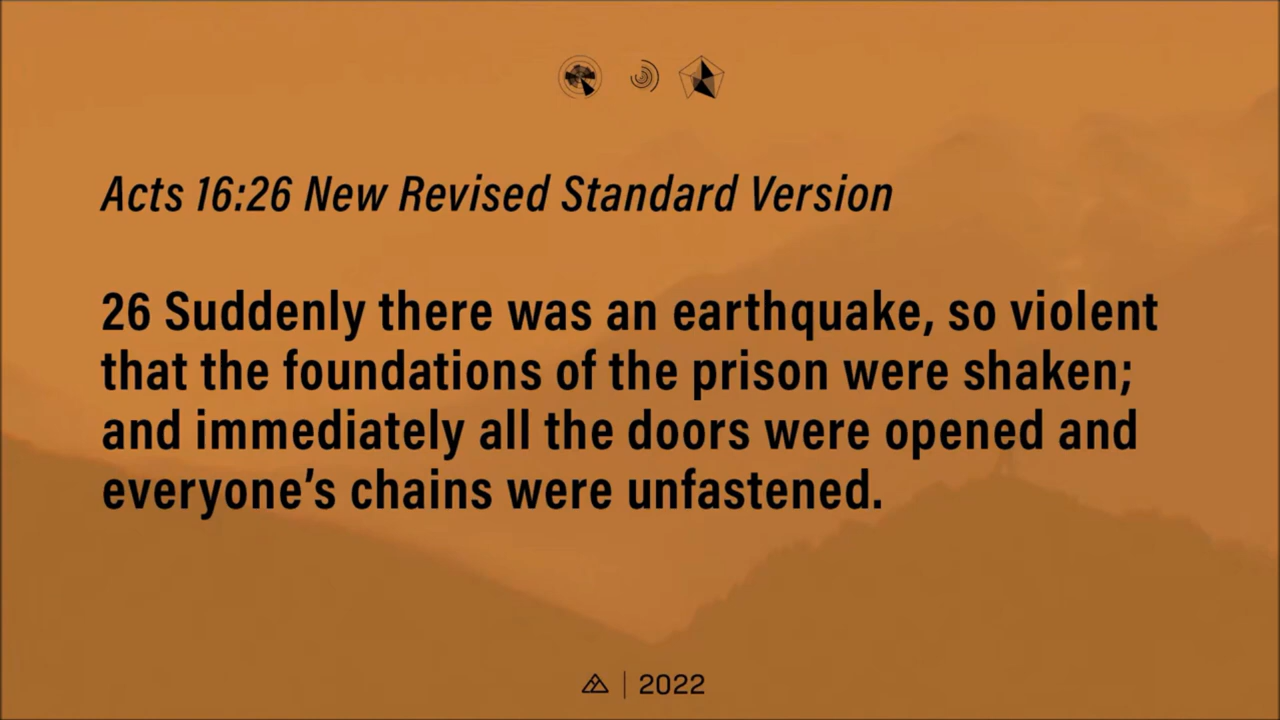 Acts 16:26 New Revised Standard Version
26 Suddenly there was an earthquake, so violent
that the foundations of the prison were shaken;
and immediately all the doors were opened and
everyone’s chains were unfastened.
2022